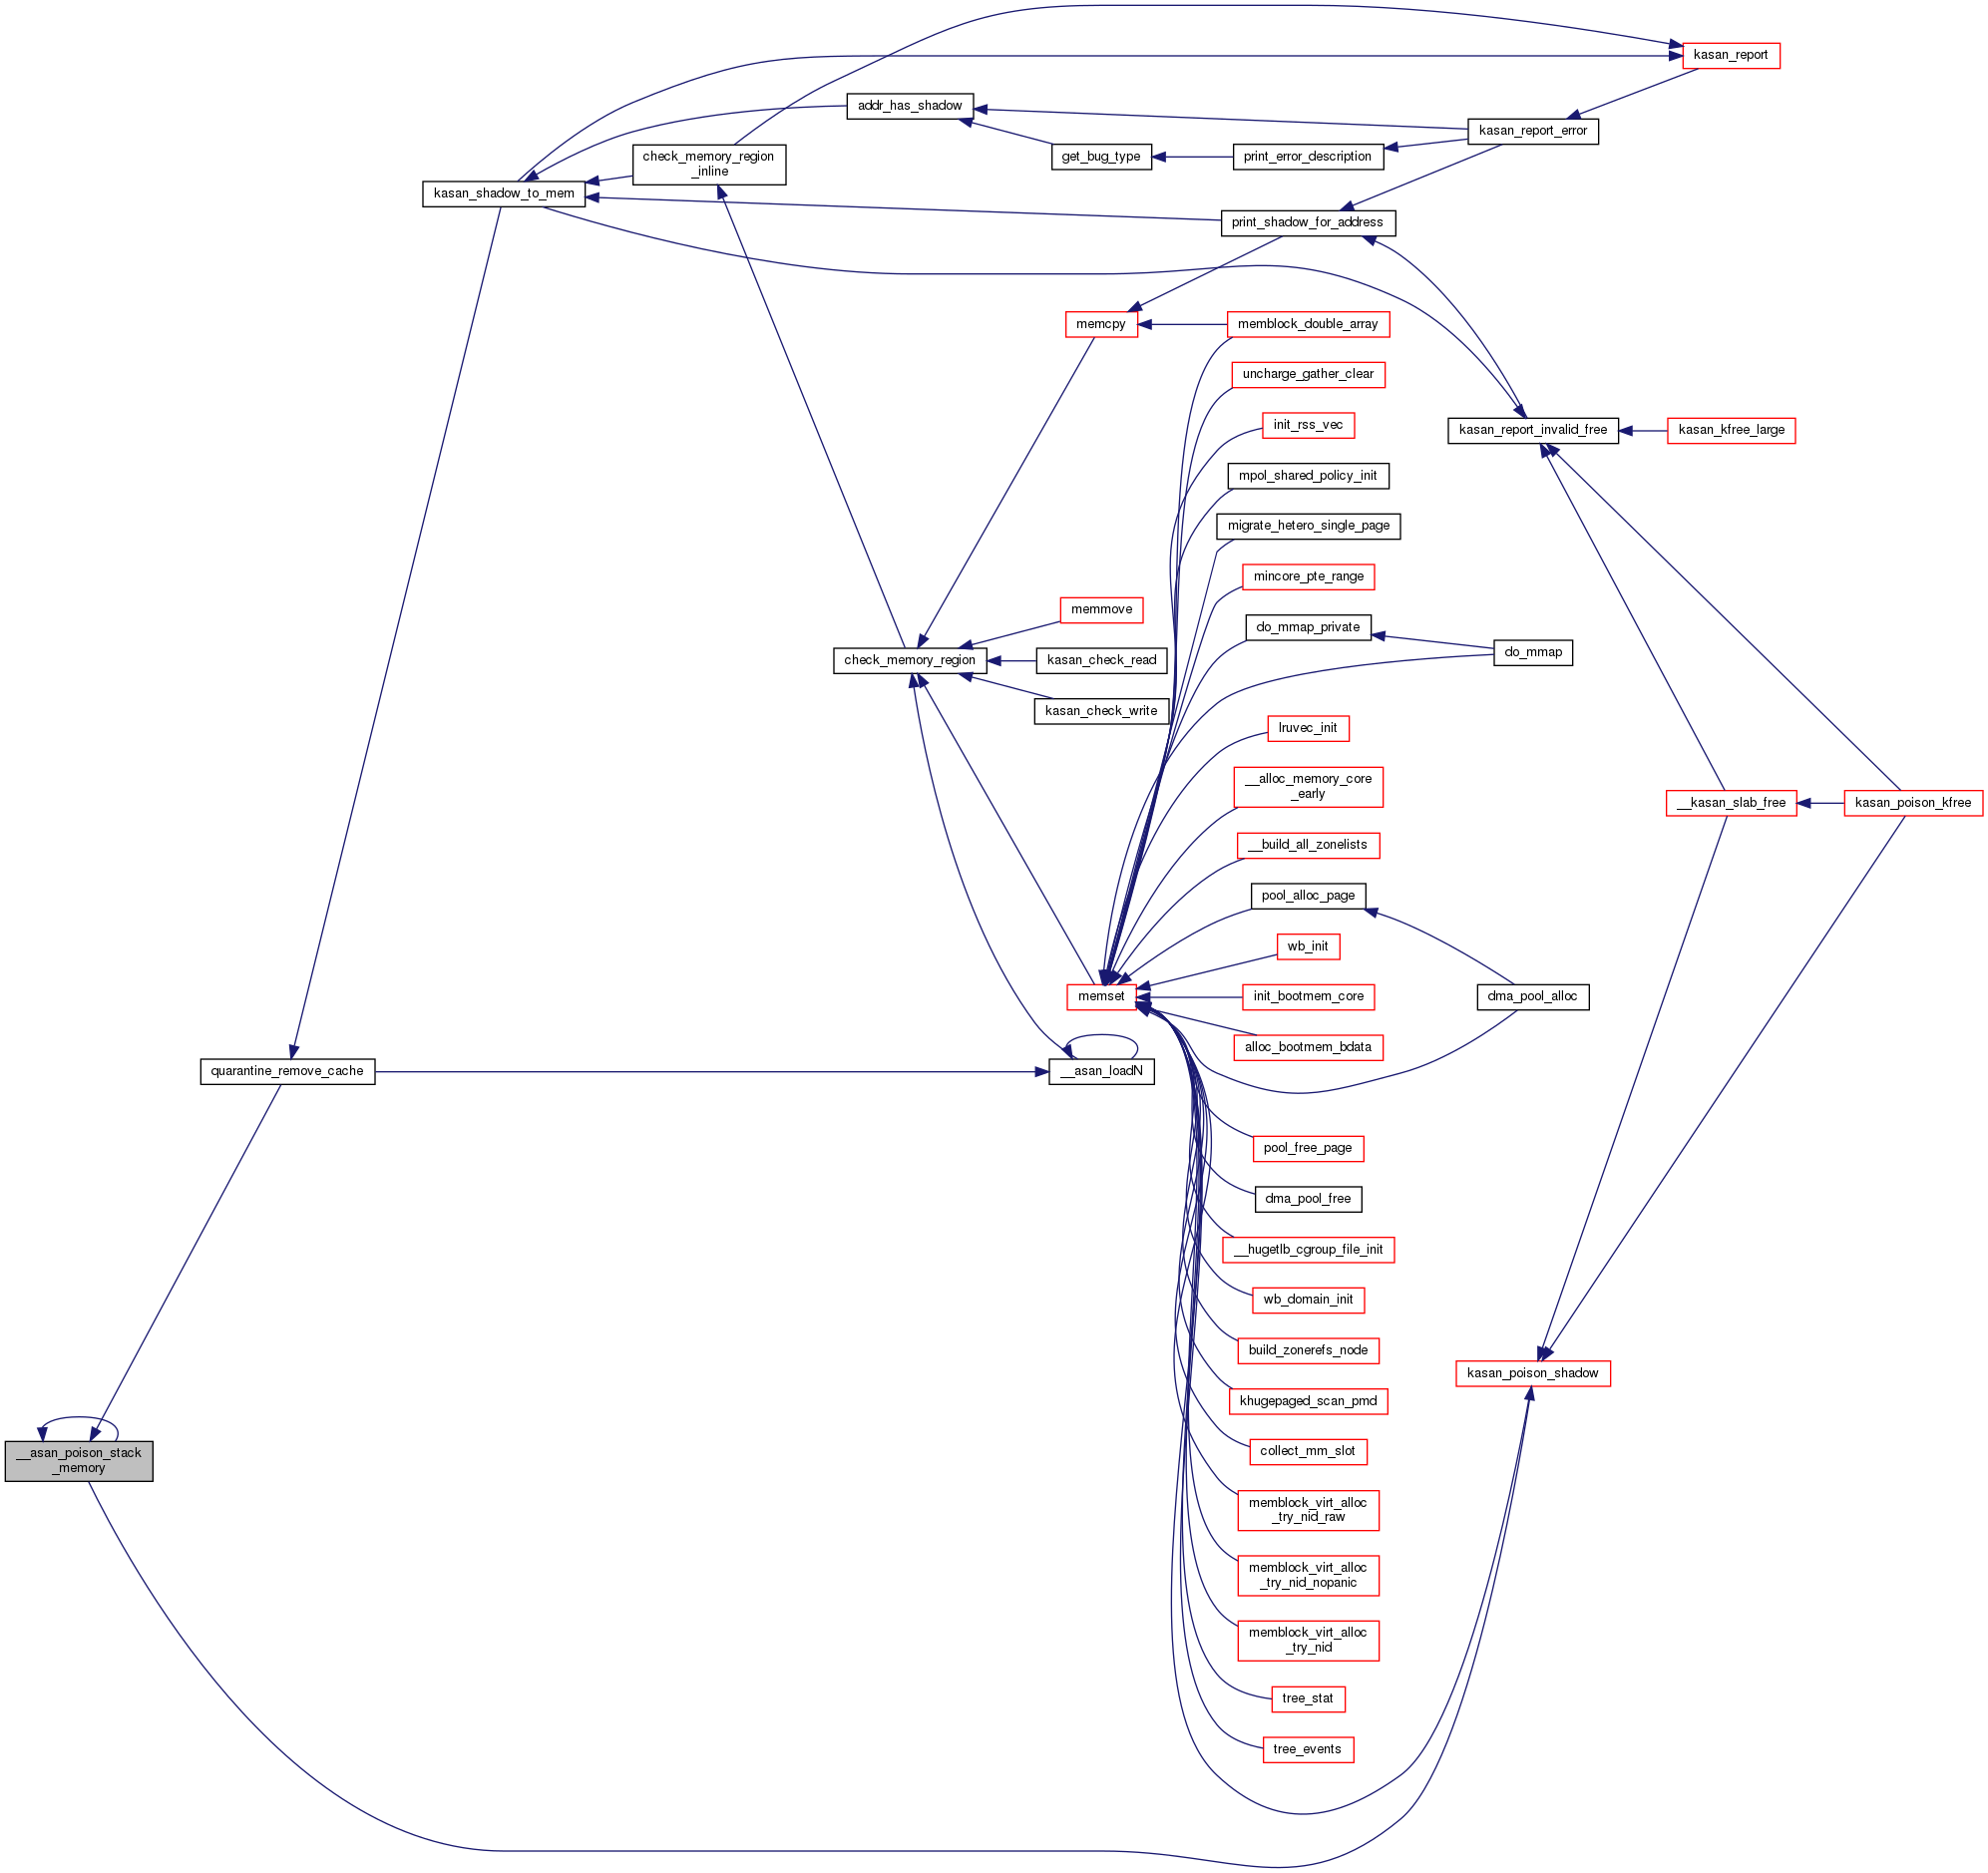 kasan_report
addr_has_shadow
kasan_report_error
check_memory_region
_inline
get_bug_type
print_error_description
kasan_shadow_to_mem
print_shadow_for_address
memcpy
memblock_double_array
uncharge_gather_clear
init_rss_vec
kasan_report_invalid_free
kasan_kfree_large
mpol_shared_policy_init
migrate_hetero_single_page
mincore_pte_range
memmove
do_mmap_private
check_memory_region
kasan_check_read
do_mmap
kasan_check_write
lruvec_init
__alloc_memory_core
_early
__kasan_slab_free
kasan_poison_kfree
__build_all_zonelists
pool_alloc_page
wb_init
memset
init_bootmem_core
dma_pool_alloc
alloc_bootmem_bdata
quarantine_remove_cache
__asan_loadN
pool_free_page
dma_pool_free
__hugetlb_cgroup_file_init
wb_domain_init
build_zonerefs_node
kasan_poison_shadow
khugepaged_scan_pmd
__asan_poison_stack
_memory
collect_mm_slot
memblock_virt_alloc
_try_nid_raw
memblock_virt_alloc
_try_nid_nopanic
memblock_virt_alloc
_try_nid
tree_stat
tree_events